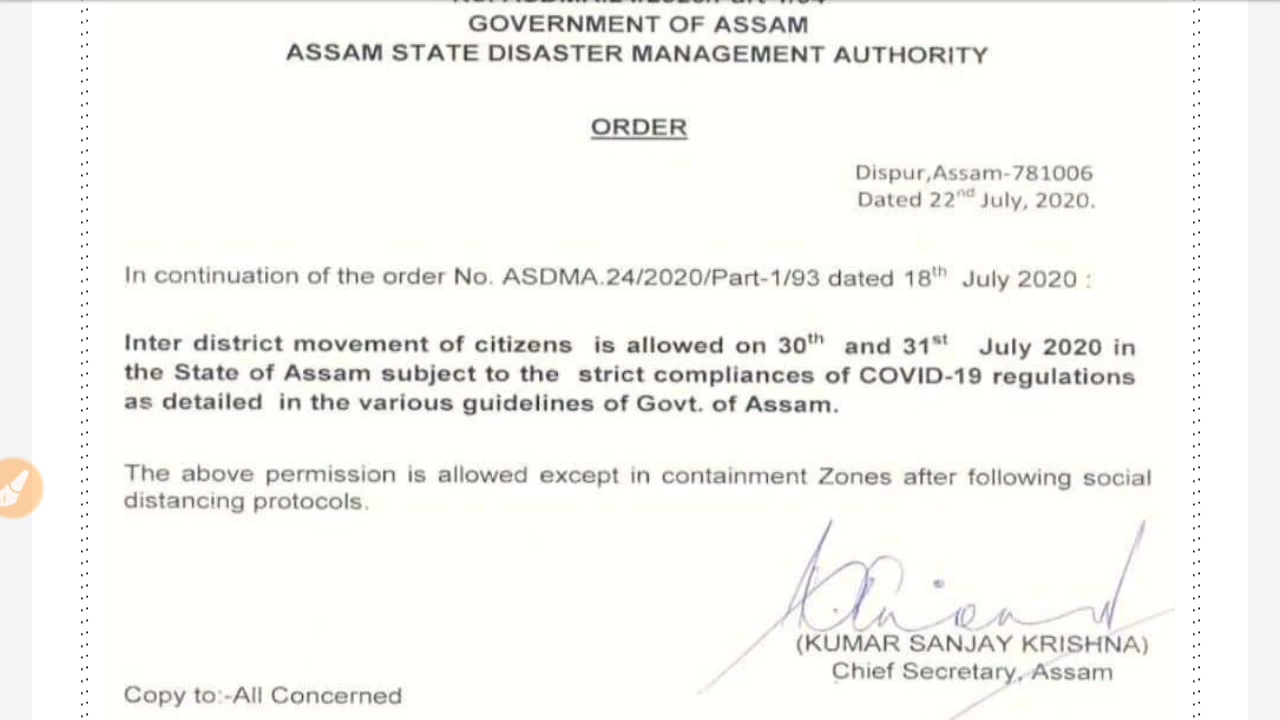 GOVERNMENT OF ASSAM
ASSAM STATE DISASTER MANAGEMENT AUTHORITY
ORDER
Dispur,Assam-781006
Dated 22nd July, 2020.
In continuation of the order No. ASDMA.24/2020/Part-1/93 dated 18th July 2020 :
Inter district movement of citizens is allowed on 30th and 31st July 2020 in
the State of Assam subject to the strict compliances of COVID-19 regulations
as detailed in the various guidelines of Govt. of Assam.
The above permission is allowed except in containment Zones after following social
distancing protocols.
(KUMAR SANJAY KRISHNA)
Chief Secretary, Assam
Copy to:-All Concerned